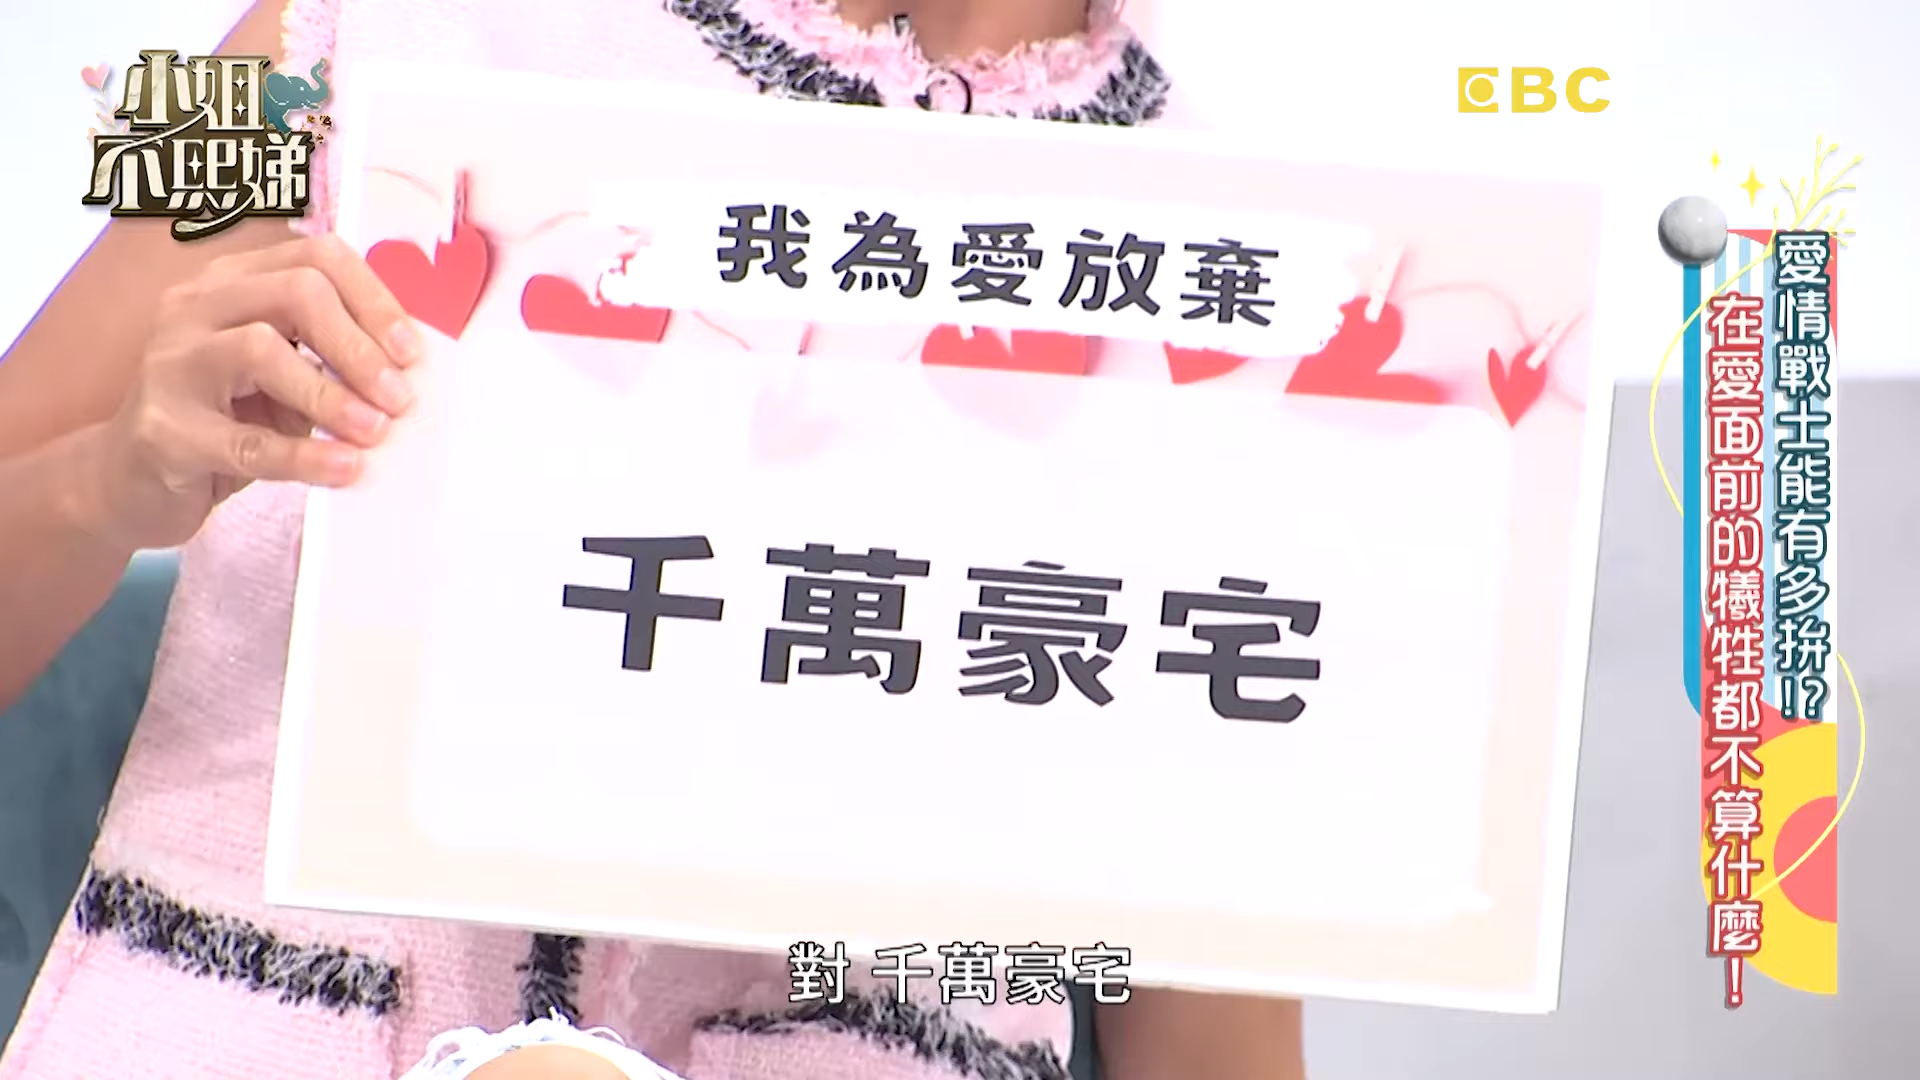 小姐
不熙娣
EBC
我為愛放棄
千萬豪宅
愛情戰士能有多拚!?
在愛面前的犧牲都不算什麼!
對 千萬豪宅